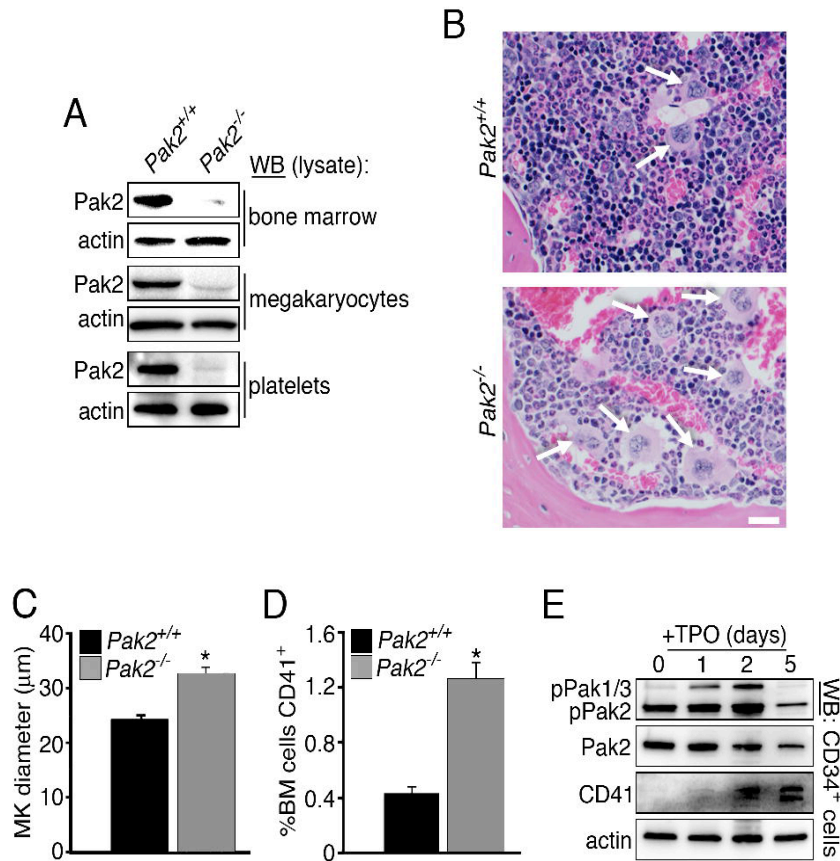 A
Pak2+/+
Pak2-/-
WB (lysate):
Pak2
actin
bone marrow
Pak2
actin
megakaryocytes
Pak2
actin
platelets
B
Pak2+/+
Pak2-/-
C
Pak2+/+
Pak2-/-
*
MK diameter (µm)
40
30
20
10
0
D
Pak2+/+
Pak2-/-
*
%BM cells CD41+
1.6
1.2
0.8
0.4
0
E
+TPO (days)
0 1 2 5
pPak1/3
pPak2
Pak2
CD41
actin
WB: CD34+ cells